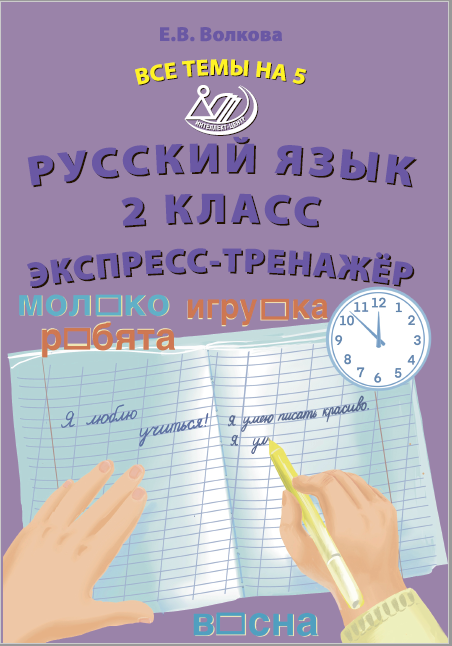 Е.В. Волкова
ВСЕ ТЕМЫ НА 5
ИНТЕЛЛЕКТ-ЦЕНТР
РУССКИЙ ЯЗЫК
2 КЛАСС
ЭКСПРЕСС-ТРЕНАЖЁР
мол□ко игру□ка
р□бята
12
1
2
3
4
5
6
7
8
9
10
11
Я люблю
учиться!
Я умею писать красиво.
Я ум
в□сна